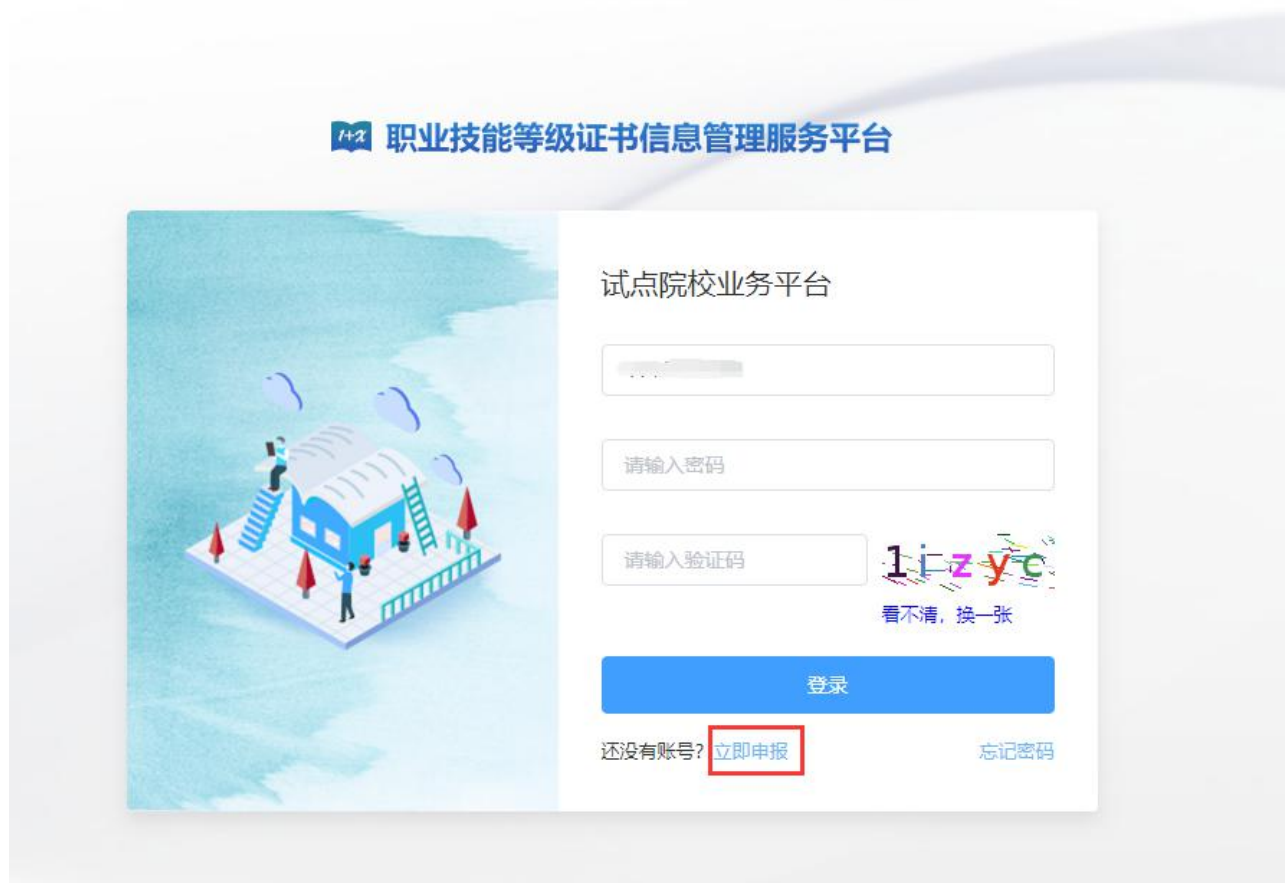 1+X 职业技能等级证书信息管理服务平台
试点院校业务平台
请输入密码
请输入验证码 1izyc
看不清，换一张
登录
还没有账号? 立即申报 忘记密码